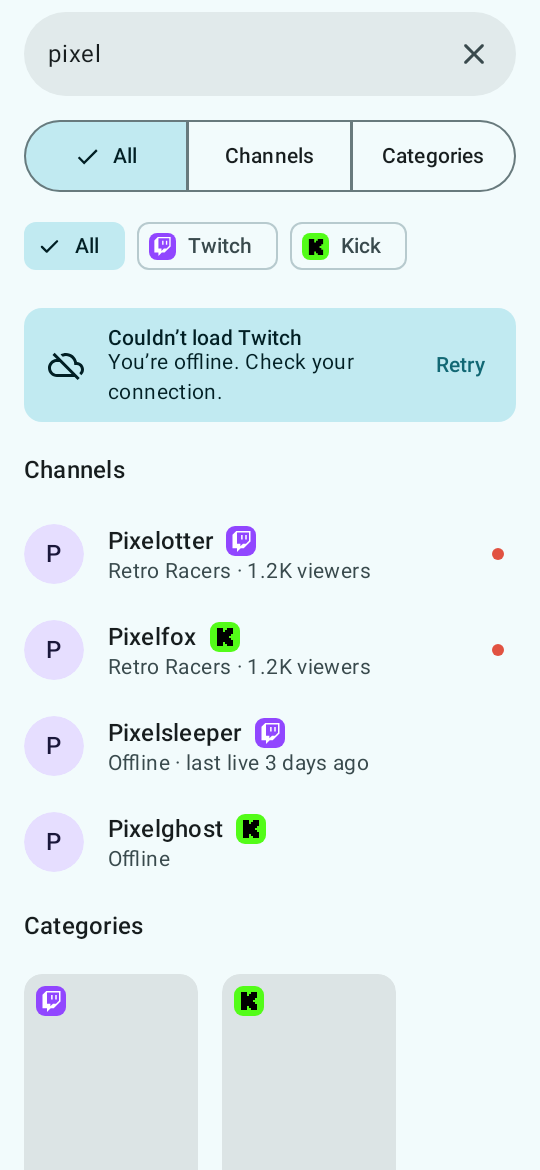 pixel
All
Channels
Categories
All
Twitch
Kick
Couldn’t load Twitch
You’re offline. Check your
connection.
Retry
Channels
P
Pixelotter
Retro Racers · 1.2K viewers
P
Pixelfox
Retro Racers · 1.2K viewers
P
Pixelsleeper
Offline · last live 3 days ago
P
Pixelghost
Offline
Categories